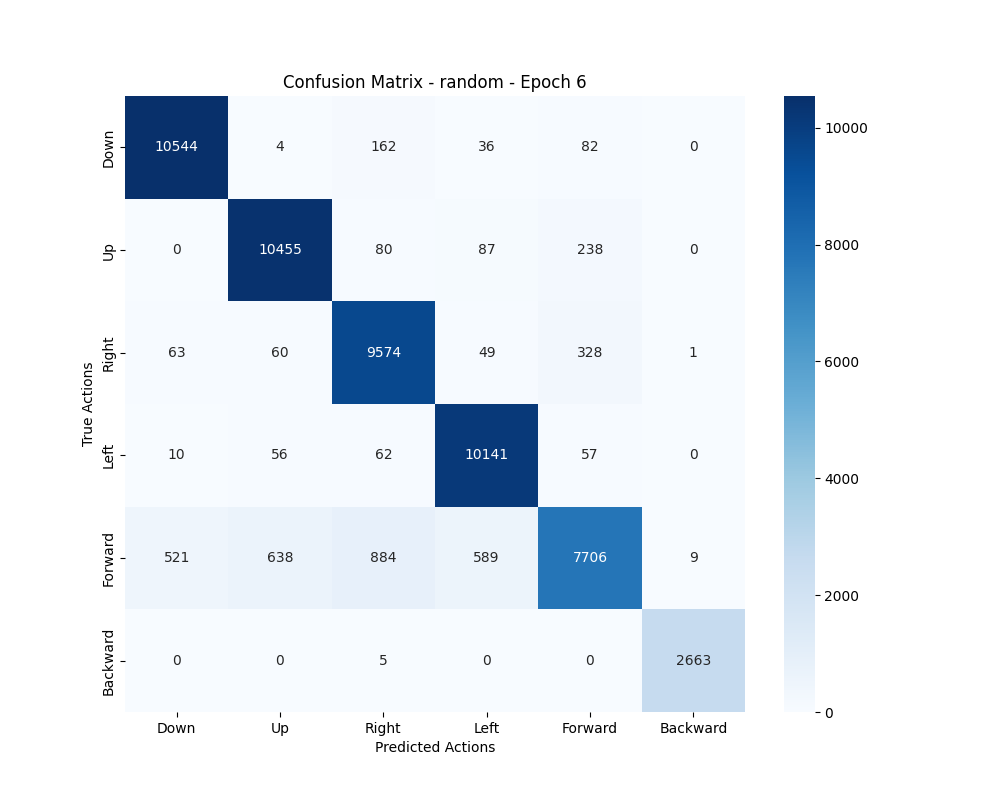 Confusion Matrix - random - Epoch 6
True Actions
Down 10544 4 162 36 82 0
Up 0 10455 80 87 238 0
Right 63 60 9574 49 328 1
Left 10 56 62 10141 57 0
Forward 521 638 884 589 7706 9
Backward 0 0 5 0 0 2663
Down Up Right Left Forward Backward
Predicted Actions
10000
8000
6000
4000
2000
0